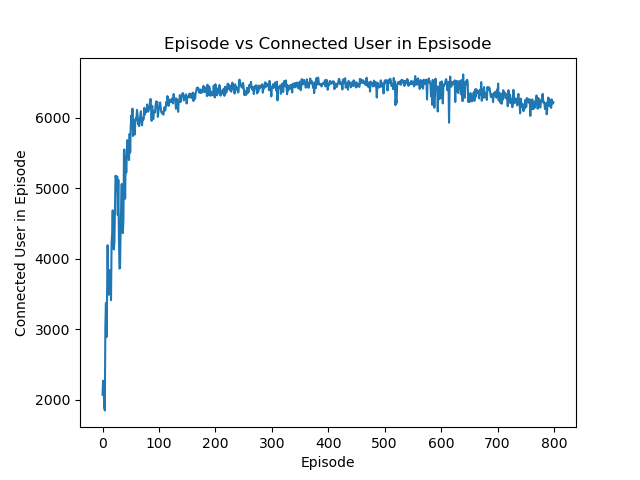 Episode vs Connected User in Epsisode
Connected User in Episode
6000
5000
4000
3000
2000
0 100 200 300 400 500 600 700 800
Episode